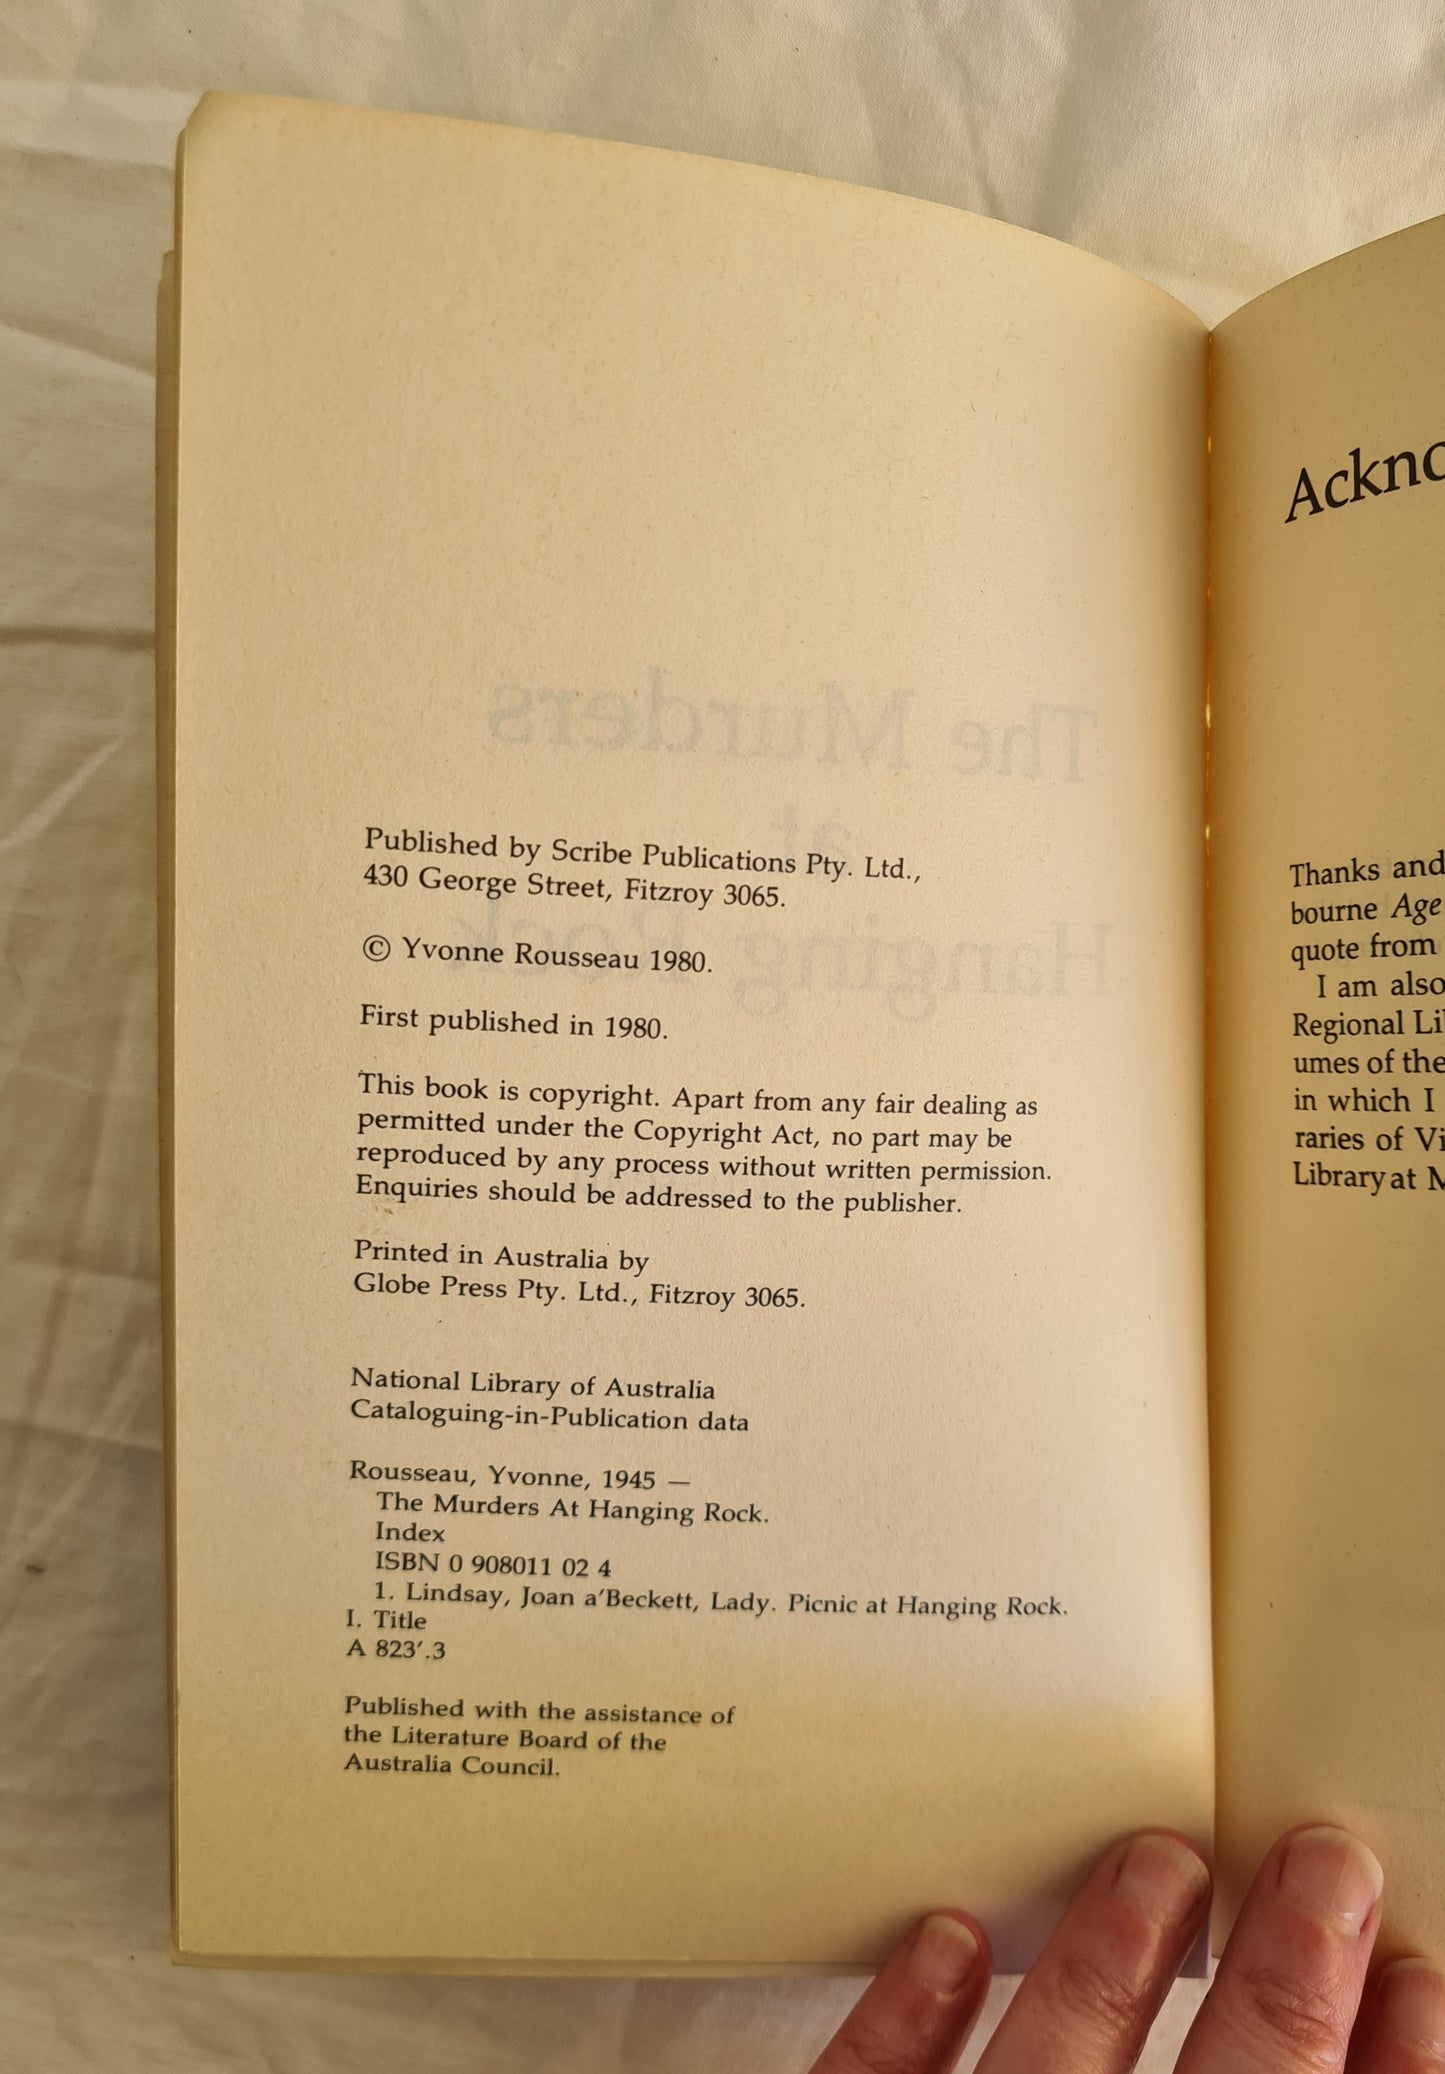 Published by Scribe Publications Pty. Ltd.,
430 George Street, Fitzroy 3065.
© Yvonne Rousseau 1980.
First published in 1980.
This book is copyright. Apart from any fair dealing as
permitted under the Copyright Act, no part may be
reproduced by any process without written permission.
Enquiries should be addressed to the publisher.
Printed in Australia by
Globe Press Pty. Ltd., Fitzroy 3065.
National Library of Australia
Cataloguing-in-Publication data
Rousseau, Yvonne, 1945 —
The Murders At Hanging Rock.
Index
ISBN 0 908011 02 4
1. Lindsay, Joan a'Beckett, Lady. Picnic at Hanging Rock.
I. Title
A 823'.3
Published with the assistance of
the Literature Board of the
Australia Council.
Ackno
Thanks and
bourne Age
quote from
I am also
Regional Li
umes of the
in which I
raries of Vi
Library at M